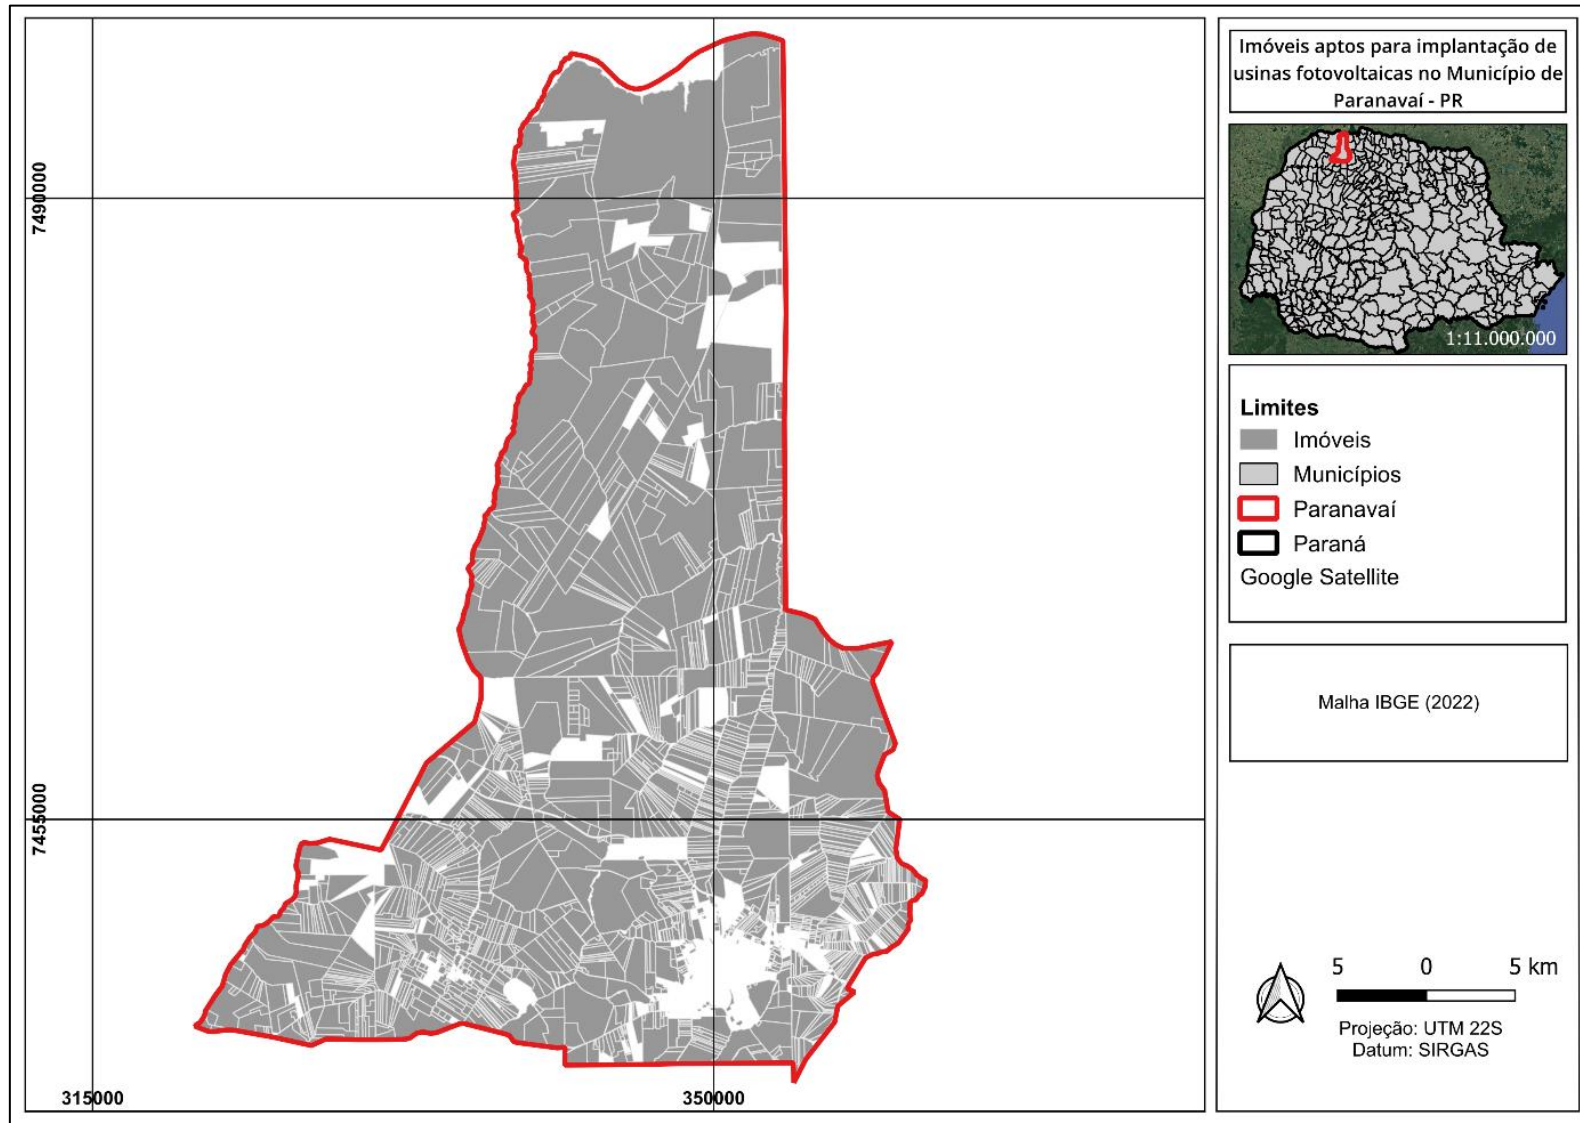 Imóveis aptos para implantação de
usinas fotovoltaicas no Município de
Paranavaí - PR
1:11.000.000
Limites
Imóveis
Municípios
Paranavaí
Paraná
Google Satellite
Malha IBGE (2022)
5 0 5 km
Projeção: UTM 22S
Datum: SIRGAS
7490000
7455000
315000
350000